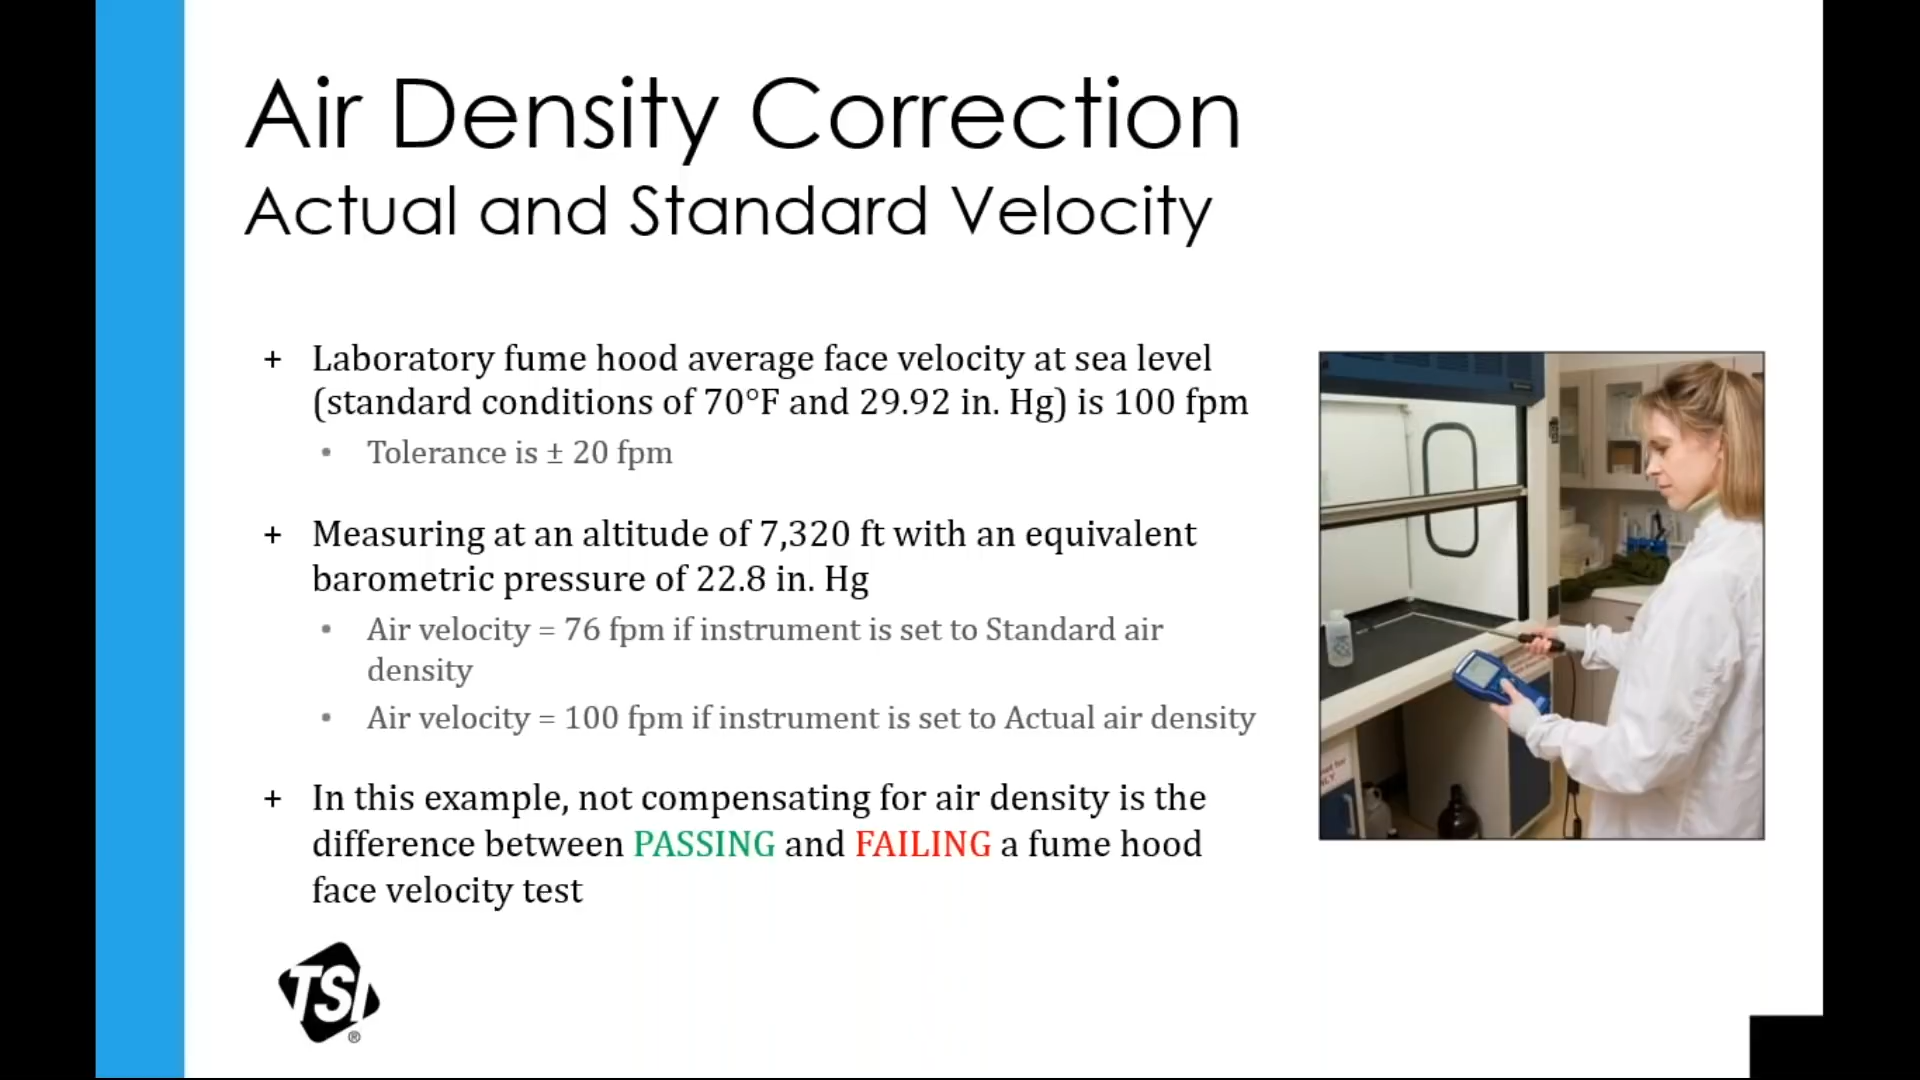 Air Density Correction
Actual and Standard Velocity
+ Laboratory fume hood average face velocity at sea level
(standard conditions of 70°F and 29.92 in. Hg) is 100 fpm
• Tolerance is ± 20 fpm
+ Measuring at an altitude of 7,320 ft with an equivalent
barometric pressure of 22.8 in. Hg
• Air velocity = 76 fpm if instrument is set to Standard air
density
• Air velocity = 100 fpm if instrument is set to Actual air density
+ In this example, not compensating for air density is the
difference between PASSING and FAILING a fume hood
face velocity test
TSI
®